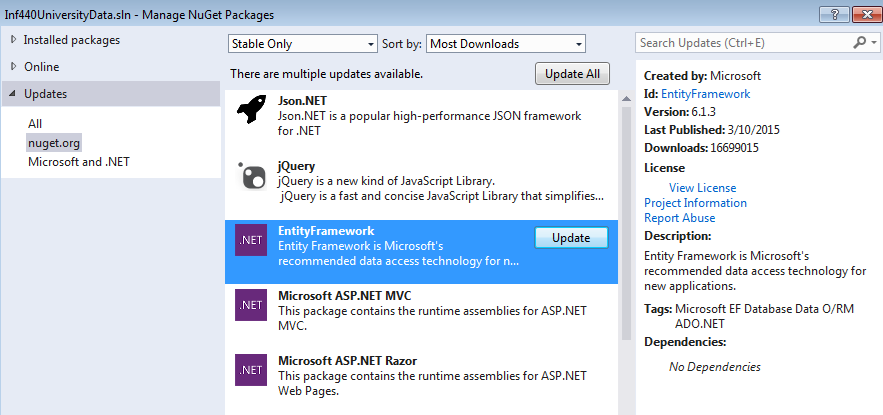 Inf440UniversityData.sln - Manage NuGet Packages
?
Installed packages
Online
Updates
All
nuget.org
Microsoft and .NET
Stable Only
Sort by: Most Downloads
There are multiple updates available.
Update All
Json.NET
Json.NET is a popular high-performance JSON framework
for .NET
jQuery
jQuery is a new kind of JavaScript Library.
jQuery is a fast and concise JavaScript Library that simplifies...
.NET
EntityFramework
Entity Framework is Microsoft's
recommended data access technology for n...
Update
.NET
Microsoft ASP.NET MVC
This package contains the runtime assemblies for ASP.NET
MVC.
.NET
Microsoft ASP.NET Razor
This package contains the runtime assemblies for ASP.NET
Web Pages.
Search Updates (Ctrl+E)
Created by: Microsoft
Id: EntityFramework
Version: 6.1.3
Last Published: 3/10/2015
Downloads: 16699015
License
View License
Project Information
Report Abuse
Description:
Entity Framework is Microsoft's
recommended data access technology for
new applications.
Tags: Microsoft EF Database Data O/RM
ADO.NET
Dependencies:
No Dependencies